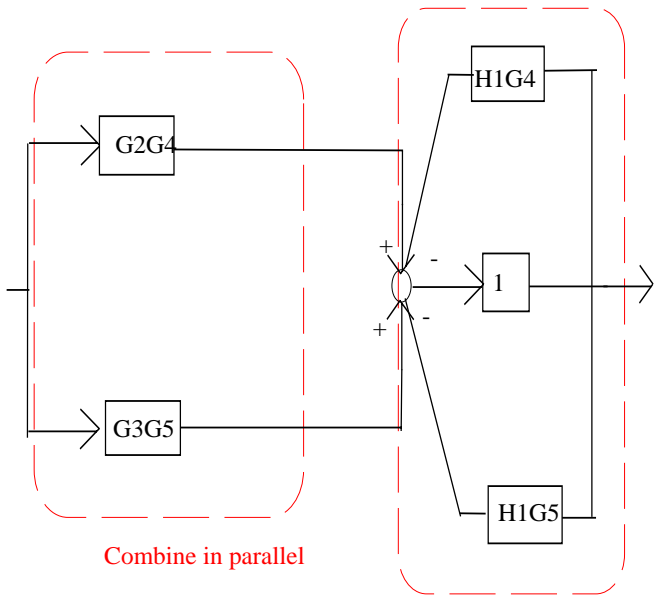 H1G4
G2G4
+
-
1
+
-
G3G5
H1G5
Combine in parallel